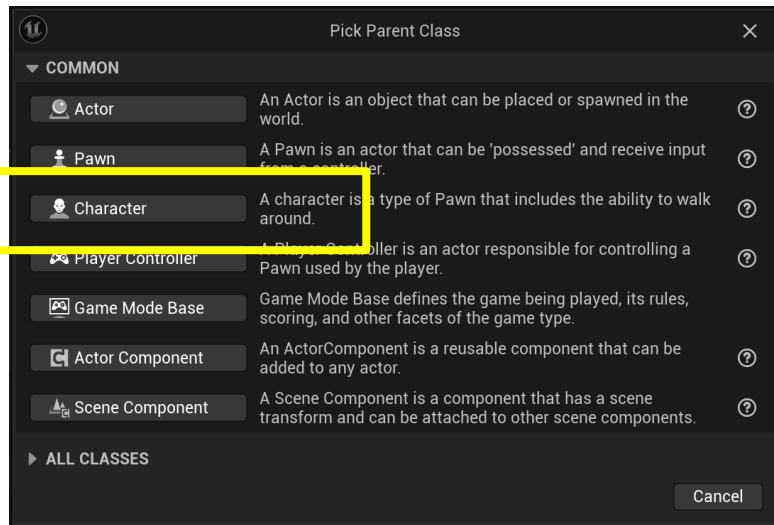 Pick Parent Class
COMMON
Actor
An Actor is an object that can be placed or spawned in the
world.
Pawn
A Pawn is an actor that can be 'possessed' and receive input
from a controller.
Character
A character is a type of Pawn that includes the ability to walk
around.
Player Controller
A Player Controller is an actor responsible for controlling a
Pawn used by the player.
Game Mode Base
Game Mode Base defines the game being played, its rules,
scoring, and other facets of the game type.
Actor Component
An ActorComponent is a reusable component that can be
added to any actor.
Scene Component
A Scene Component is a component that has a scene
transform and can be attached to other scene components.
ALL CLASSES
Cancel